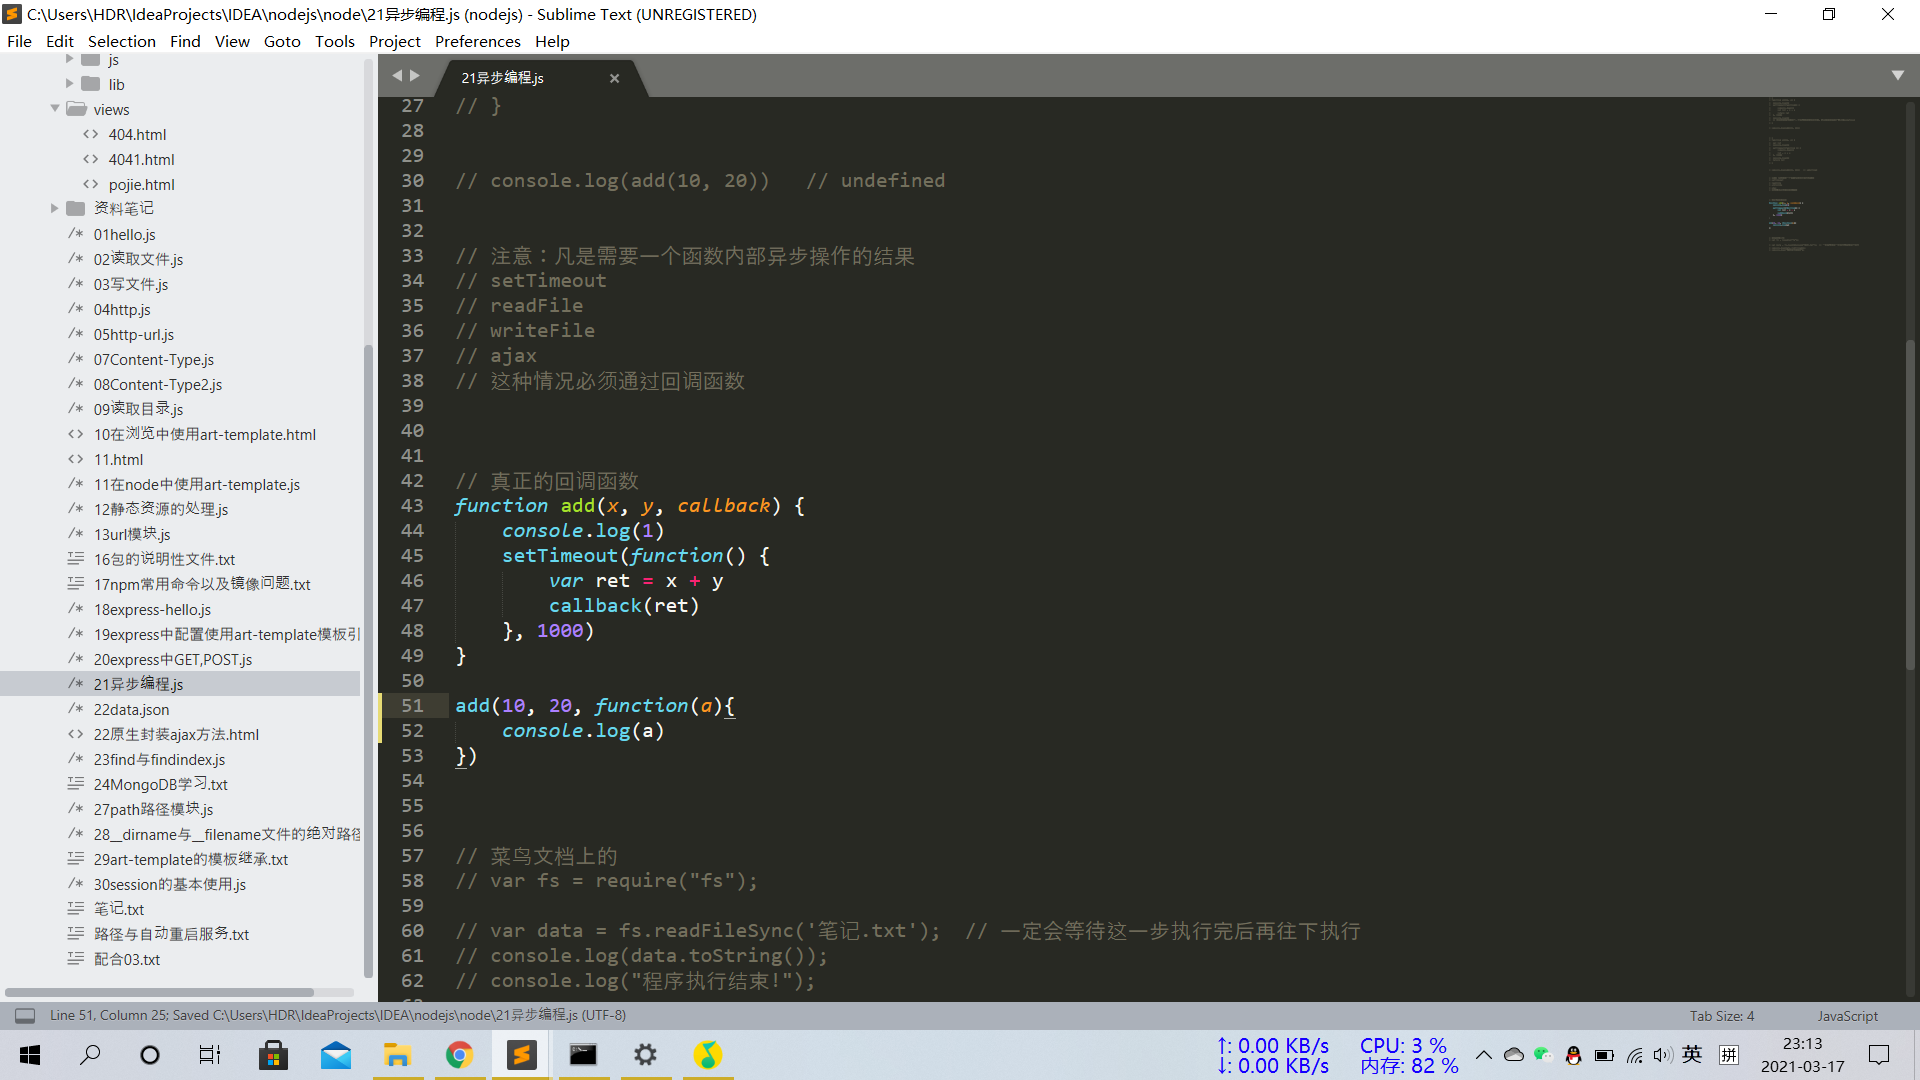 C:\Users\HDR\IdeaProjects\IDEA\nodejs\node\21异步编程.js (nodejs) - Sublime Text (UNREGISTERED)
File Edit Selection Find View Goto Tools Project Preferences Help
js
lib
views
<> 404.html
<> 4041.html
<> pojie.html
资料笔记
/* 01hello.js
/* 02读取文件.js
/* 03写文件.js
/* 04http.js
/* 05http-url.js
/* 07Content-Type.js
/* 08Content-Type2.js
/* 09读取目录.js
<> 10在浏览中使用art-template.html
<> 11.html
/* 11在node中使用art-template.js
/* 12静态资源的处理.js
/* 13url模块.js
16包的说明性文件.txt
17npm常用命令以及镜像问题.txt
/* 18express-hello.js
/* 19express中配置使用art-template模板引
/* 20express中GET,POST.js
/* 21异步编程.js
/* 22data.json
<> 22原生封装ajax方法.html
/* 23find与findindex.js
24MongoDB学习.txt
/* 27path路径模块.js
/* 28__dirname与__filename文件的绝对路径
29art-template的模板继承.txt
/* 30session的基本使用.js
笔记.txt
路径与自动重启服务.txt
配合03.txt
21异步编程.js
27 // }
28
29
30 // console.log(add(10, 20))   // undefined
31
32
33 // 注意：凡是需要一个函数内部异步操作的结果
34 // setTimeout
35 // readFile
36 // writeFile
37 // ajax
38 // 这种情况必须通过回调函数
39
40
41
42 // 真正的回调函数
43 function add(x, y, callback) {
44     console.log(1)
45     setTimeout(function() {
46         var ret = x + y
47         callback(ret)
48     }, 1000)
49 }
50
51 add(10, 20, function(a){
52     console.log(a)
53 })
54
55
56
57 // 菜鸟文档上的
58 // var fs = require("fs");
59
60 // var data = fs.readFileSync('笔记.txt');  // 一定会等待这一步执行完后再往下执行
61 // console.log(data.toString());
62 // console.log("程序执行结束!");
Line 51, Column 25; Saved C:\Users\HDR\IdeaProjects\IDEA\nodejs\node\21异步编程.js (UTF-8)
Tab Size: 4
JavaScript
↑: 0.00 KB/s
↓: 0.00 KB/s
CPU: 3 %
内存: 82 %
英
拼
23:13
2021-03-17